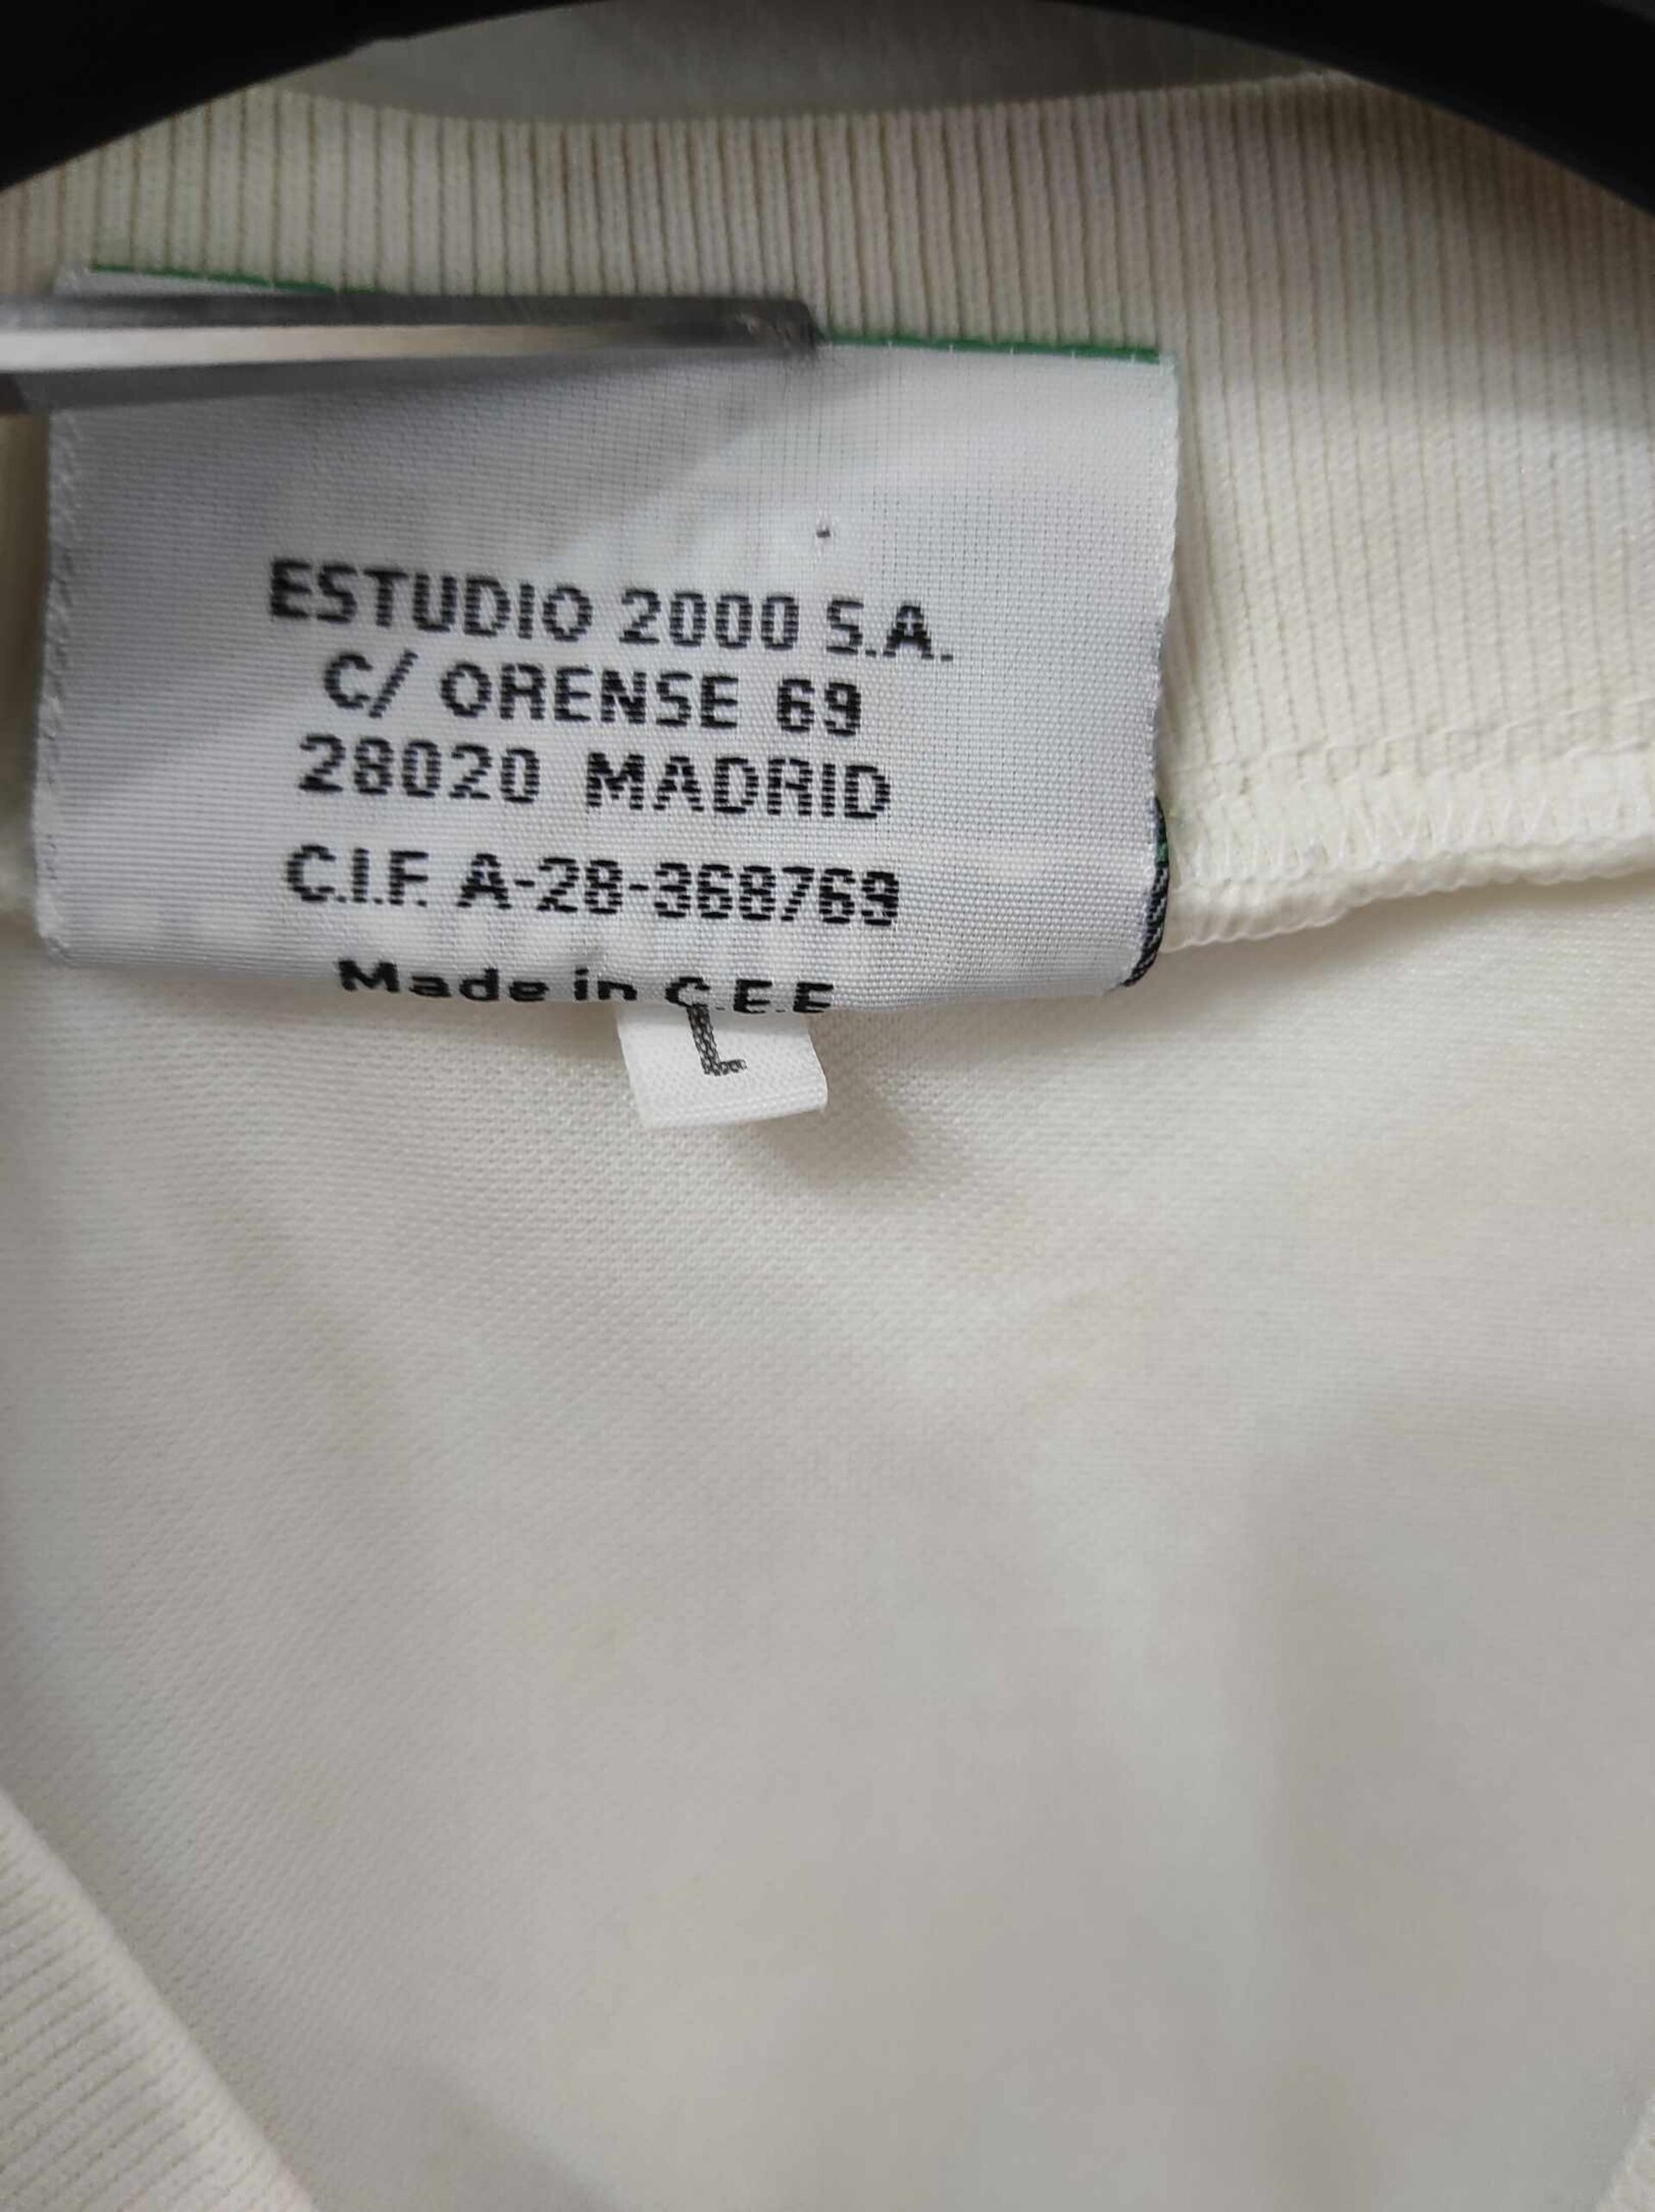 ESTUDIO 2000 S.A.
C/ ORENSE 69
28020 MADRID
C.I.F. A-28-368769
Made in C.E.E
L